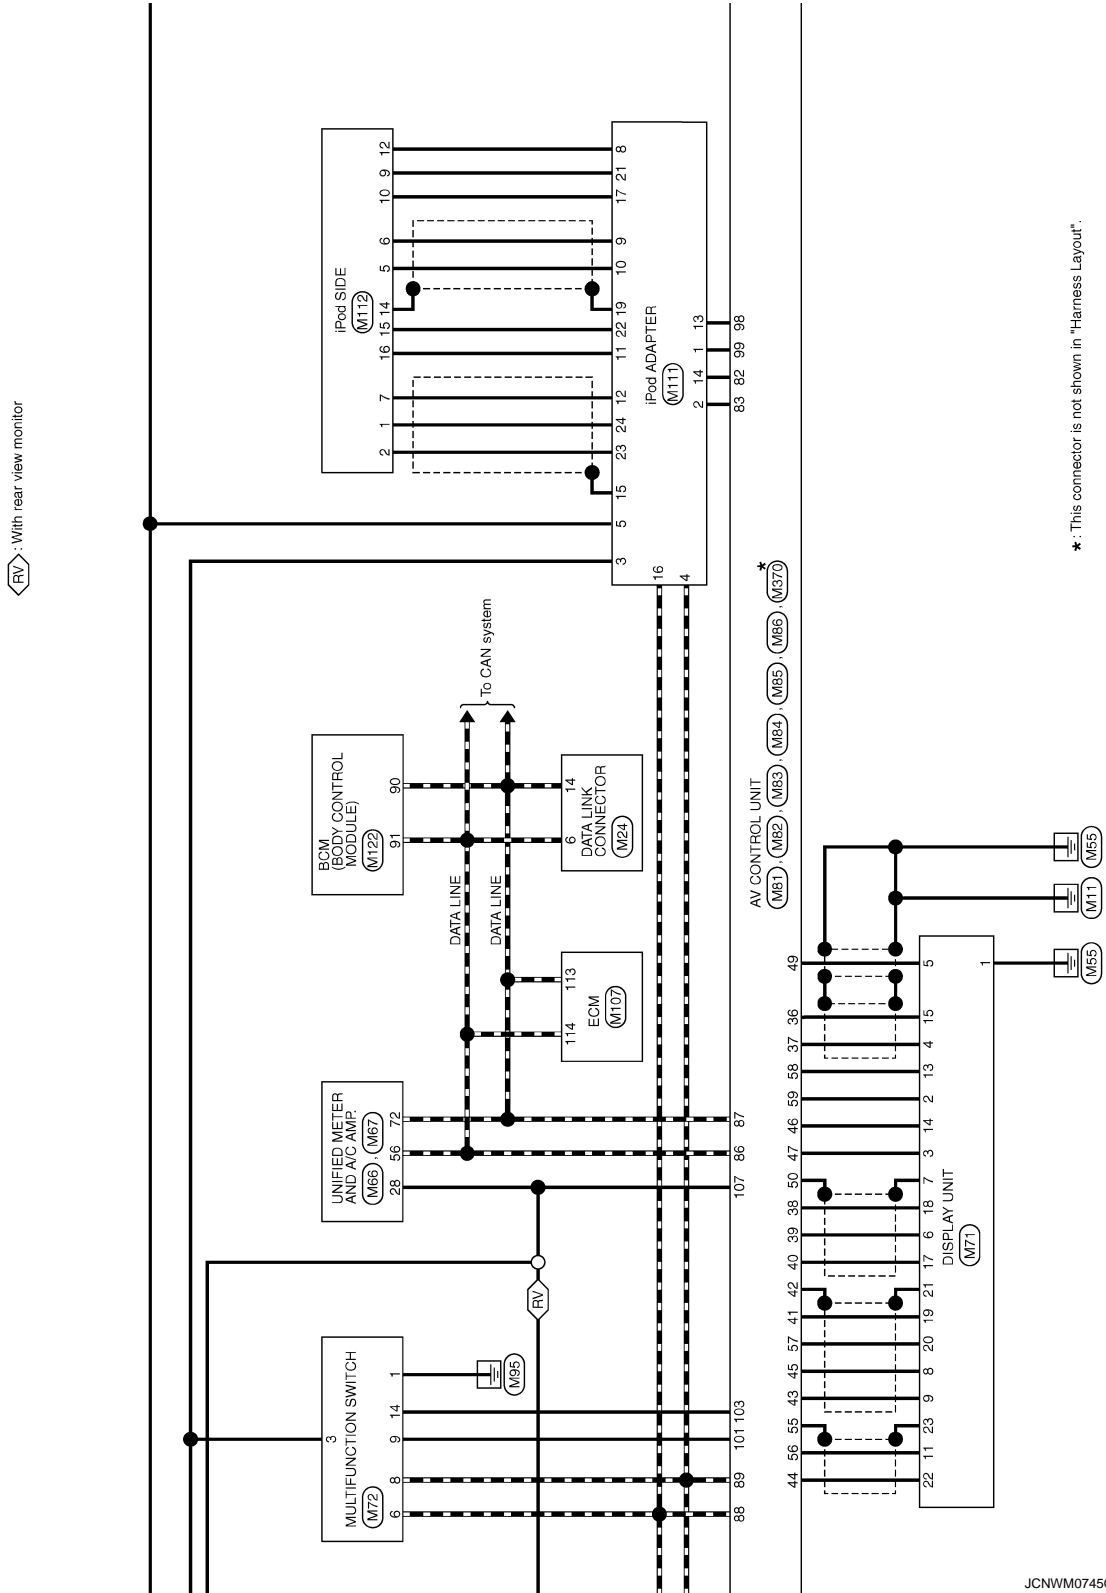 RV : With rear view monitor
iPod SIDE
M112
12 9 10 6 5 14 15 16 7 1 2
8 21 17 9 10 19 22 11 12 24 23 15 5 3
iPod ADAPTER
M111
13 1 14 2
98 99 82 83
16 4
To CAN system
BCM
(BODY CONTROL
MODULE)
M122
90 91
DATA LINE
DATA LINE
14 6
DATA LINK
CONNECTOR
M24
113 114
ECM
M107
UNIFIED METER
AND A/C AMP.
M66 , M67
72 56 28
87 86 107
RV
MULTIFUNCTION SWITCH
M72
3
1 14 9 8 6
M95
103 101 89 88
AV CONTROL UNIT
M81 , M82 , M83 , M84 , M85 , M86 , M370 *
49 36 37 58 59 46 47 50 38 39 40 42 41 57 45 43 55 56 44
5 15 4 13 2 14 3 7 18 6 17 21 19 20 8 9 23 11 22
DISPLAY UNIT
M71
1
M55
M11
M55
* : This connector is not shown in "Harness Layout".